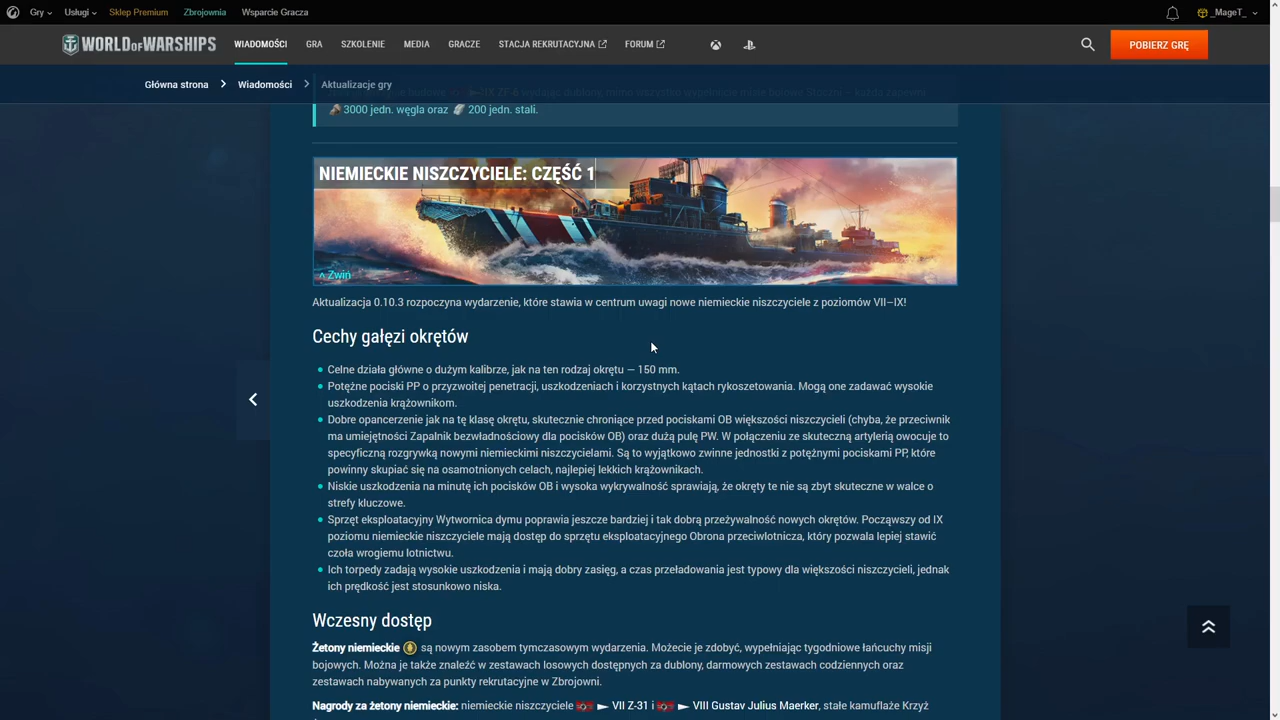 Gry Usługi Sklep Premium Zbrojownia Wsparcie Gracza _MageT_
WORLD OF WARSHIPS WIADOMOŚCI GRA SZKOLENIE MEDIA GRACZE STACJA REKRUTACYJNA FORUM POBIERZ GRĘ
Główna strona Wiadomości Aktualizacje gry
3000 jedn. węgla oraz 200 jedn. stali.
NIEMIECKIE NISZCZYCIELE: CZĘŚĆ 1
^ Zwiń
Aktualizacja 0.10.3 rozpoczyna wydarzenie, które stawia w centrum uwagi nowe niemieckie niszczyciele z poziomów VII–IX!
Cechy gałęzi okrętów
Celne działa główne o dużym kalibrze, jak na ten rodzaj okrętu — 150 mm.
Potężne pociski PP o przyzwoitej penetracji, uszkodzeniach i korzystnych kątach rykoszetowania. Mogą one zadawać wysokie
uszkodzenia krążownikom.
Dobre opancerzenie jak na tę klasę okrętu, skutecznie chroniące przed pociskami OB większości niszczycieli (chyba, że przeciwnik
ma umiejętności Zapalnik bezwładnościowy dla pocisków OB) oraz dużą pulę PW. W połączeniu ze skuteczną artylerią owocuje to
specyficzną rozgrywką nowymi niemieckimi niszczycielami. Są to wyjątkowo zwinne jednostki z potężnymi pociskami PP, które
powinny skupiać się na osamotnionych celach, najlepiej lekkich krążownikach.
Niskie uszkodzenia na minutę ich pocisków OB i wysoka wykrywalność sprawiają, że okręty te nie są zbyt skuteczne w walce o
strefy kluczowe.
Sprzęt eksploatacyjny Wytwornica dymu poprawia jeszcze bardziej i tak dobrą przeżywalność nowych okrętów. Począwszy od IX
poziomu niemieckie niszczyciele mają dostęp do sprzętu eksploatacyjnego Obrona przeciwlotnicza, który pozwala lepiej stawić
czoła wrogiemu lotnictwu.
Ich torpedy zadają wysokie uszkodzenia i mają dobry zasięg, a czas przeładowania jest typowy dla większości niszczycieli, jednak
ich prędkość jest stosunkowo niska.
Wczesny dostęp
Żetony niemieckie są nowym zasobem tymczasowym wydarzenia. Możecie je zdobyć, wypełniając tygodniowe łańcuchy misji
bojowych. Można je także znaleźć w zestawach losowych dostępnych za dublony, darmowych zestawach codziennych oraz
zestawach nabywanych za punkty rekrutacyjne w Zbrojowni.
Nagrody za żetony niemieckie: niemieckie niszczyciele VII Z-31 i VIII Gustav Julius Maerker, stałe kamuflaże Krzyż